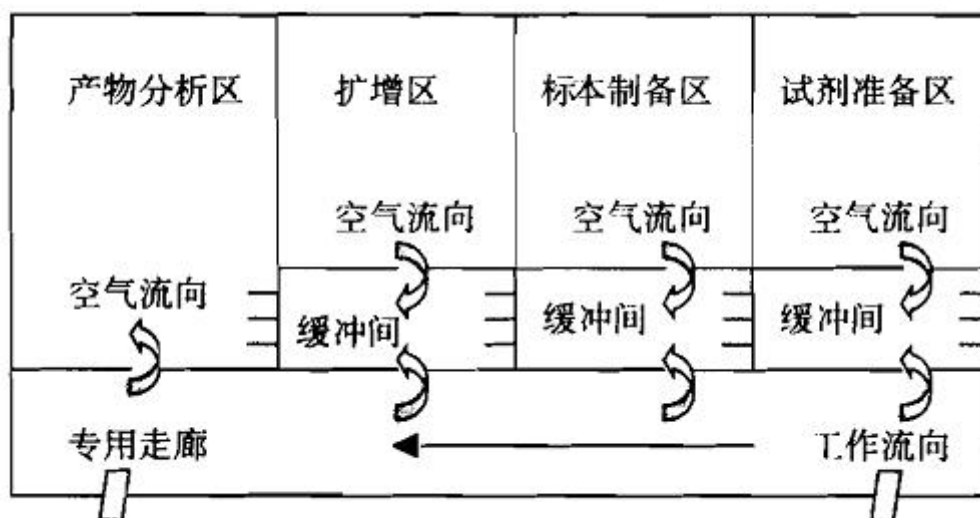 产物分析区 扩增区 标本制备区 试剂准备区
空气流向 空气流向 空气流向
空气流向
缓冲间 缓冲间 缓冲间
专用走廊 工作流向